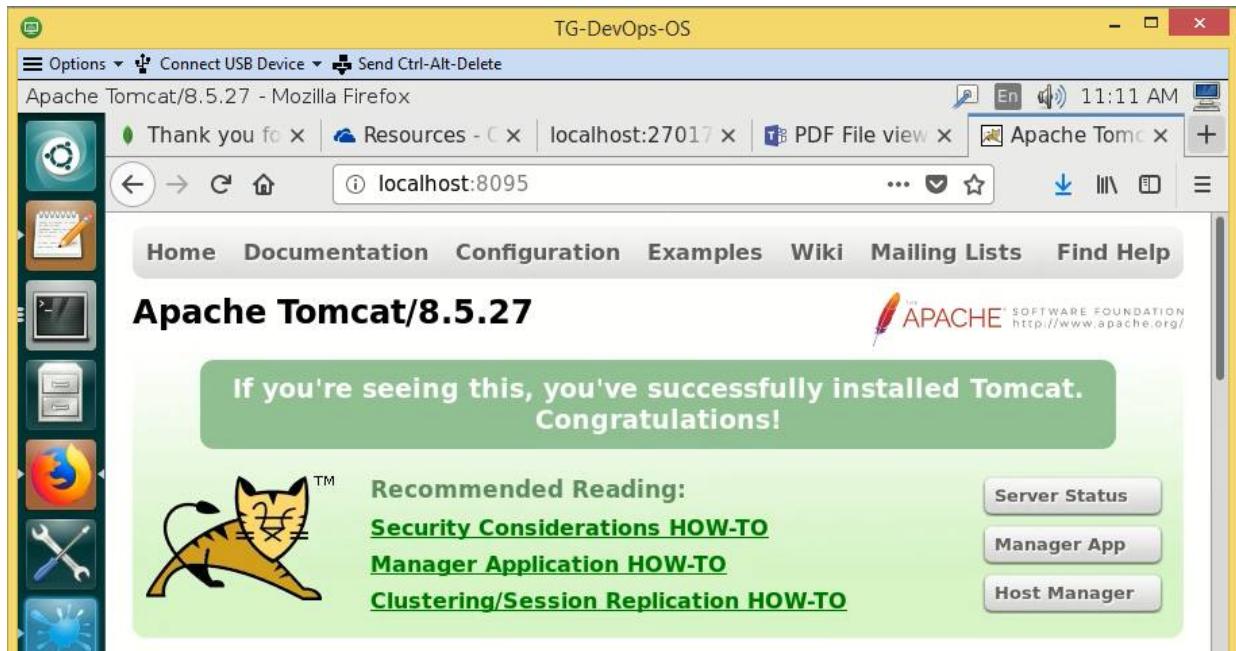 TG-DevOps-OS
Options Connect USB Device Send Ctrl-Alt-Delete
Apache Tomcat/8.5.27 - Mozilla Firefox En 11:11 AM
Thank you fo Resources - C localhost:27017 PDF File view Apache Tomc
localhost:8095
Home Documentation Configuration Examples Wiki Mailing Lists Find Help
Apache Tomcat/8.5.27
THE
APACHE SOFTWARE FOUNDATION
http://www.apache.org/
If you're seeing this, you've successfully installed Tomcat.
Congratulations!
TM
Recommended Reading:
Security Considerations HOW-TO
Manager Application HOW-TO
Clustering/Session Replication HOW-TO
Server Status
Manager App
Host Manager